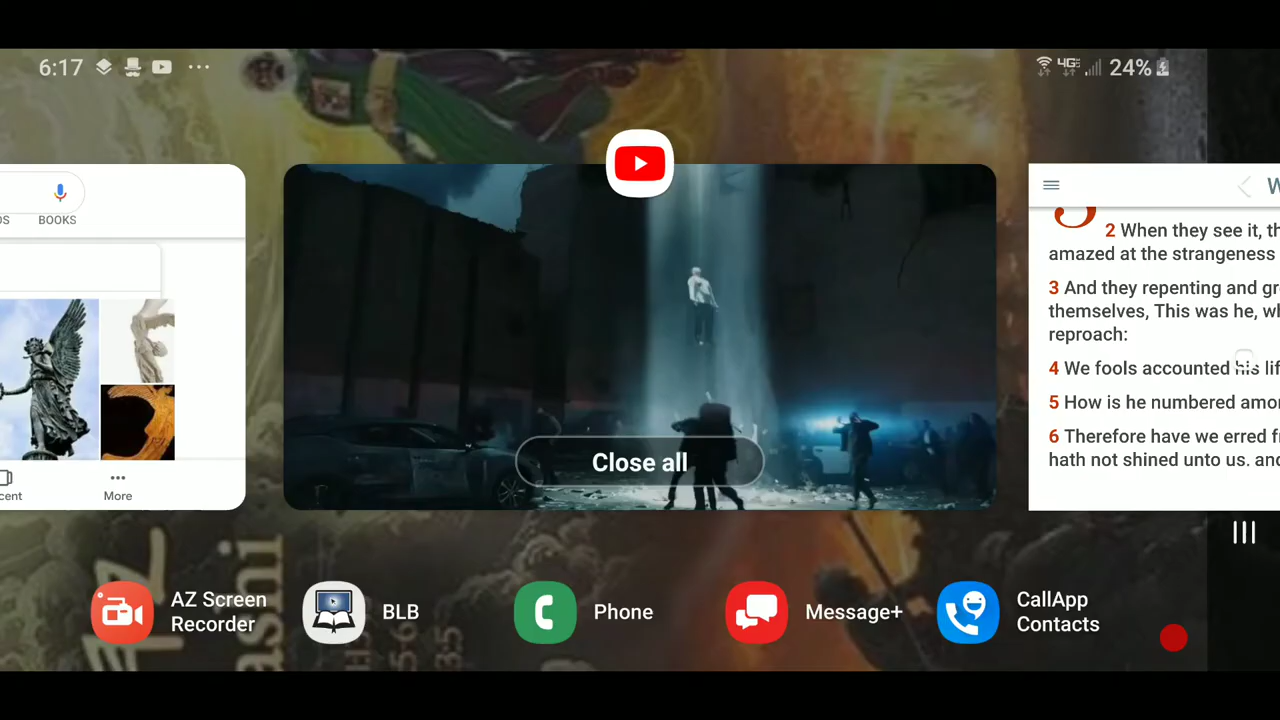 6:17
4GE 24%
BOOKS
More
2 When they see it, th
amazed at the strangeness
3 And they repenting and gr
themselves, This was he, wh
reproach:
4 We fools accounted his lif
5 How is he numbered amo
6 Therefore have we erred f
hath not shined unto us. and
Close all
AZ Screen
Recorder
BLB
Phone
Message+
CallApp
Contacts